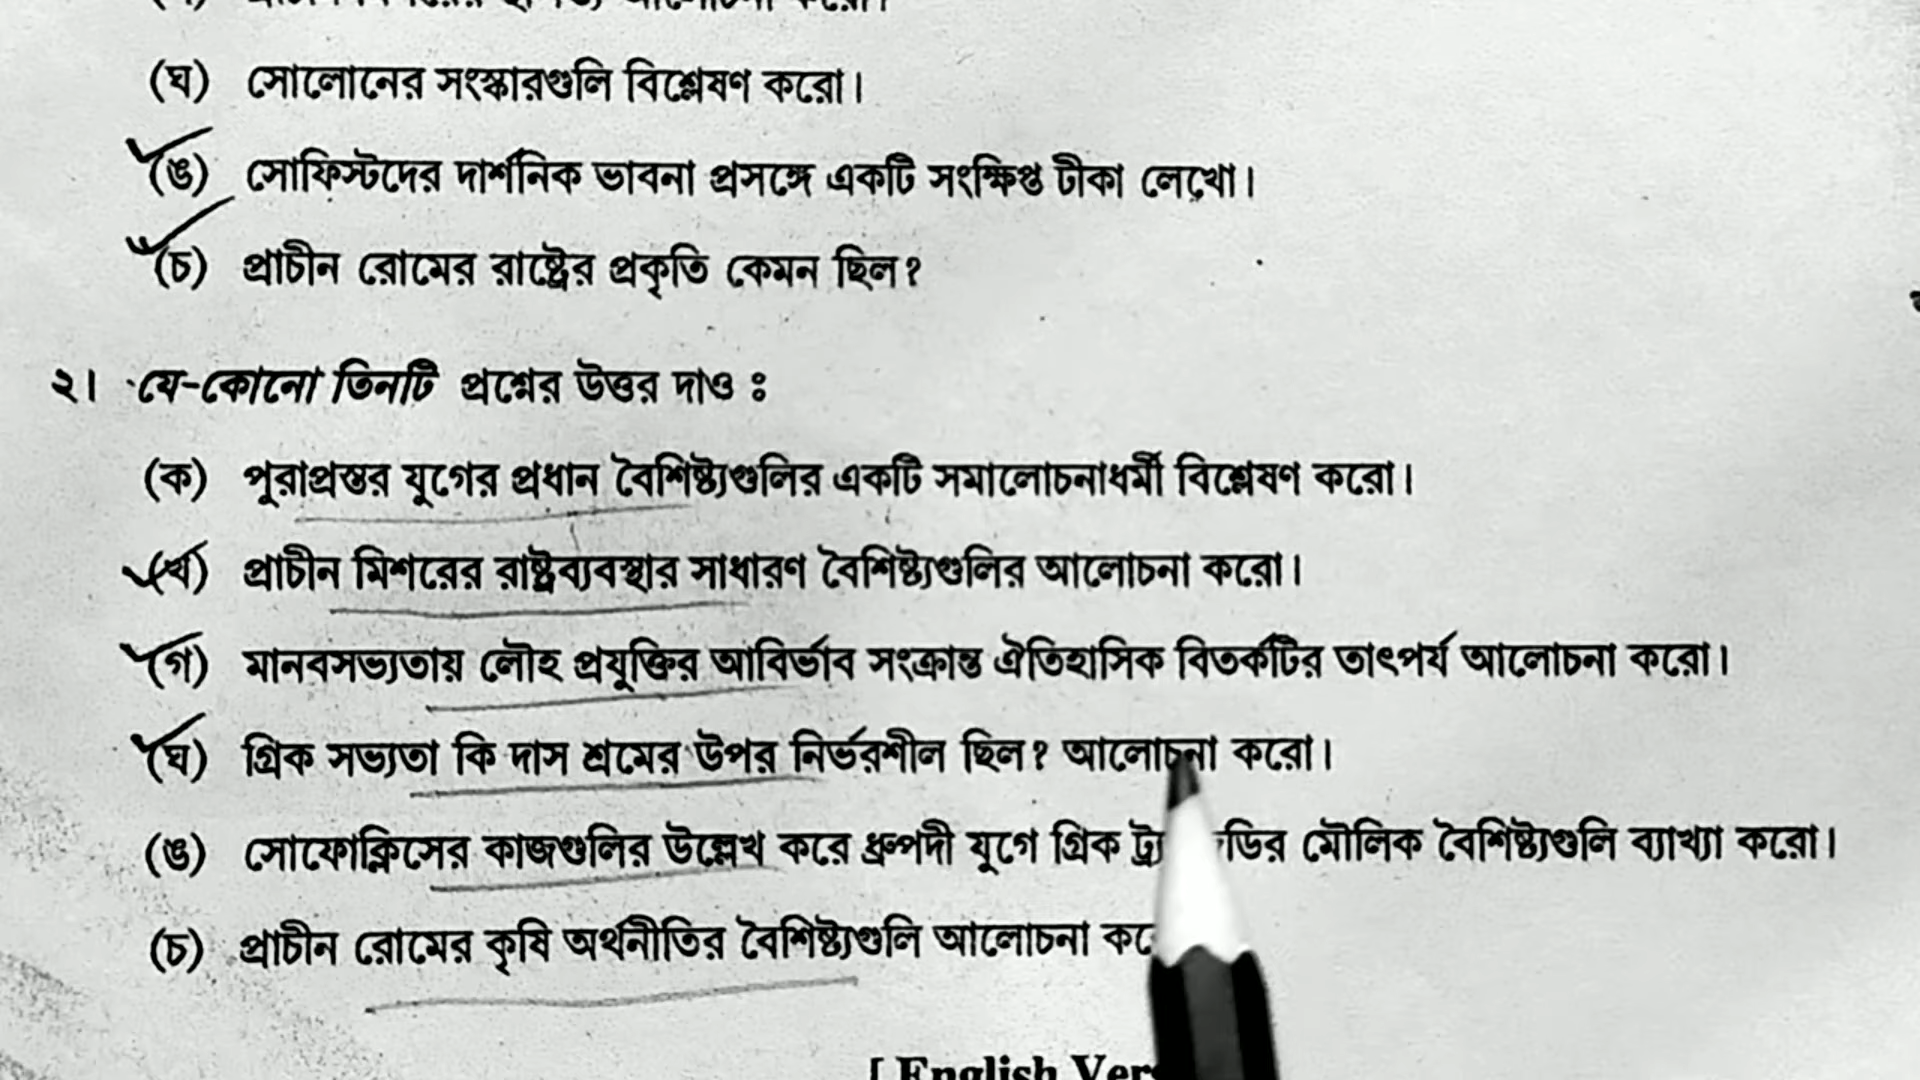 আলোচনা করো।
(ঘ) সোলোনের সংস্কারগুলি বিশ্লেষণ করো।
(ঙ) সোফিস্টদের দার্শনিক ভাবনা প্রসঙ্গে একটি সংক্ষিপ্ত টীকা লেখো।
(চ) প্রাচীন রোমের রাষ্ট্রের প্রকৃতি কেমন ছিল?
২। যে-কোনো তিনটি প্রশ্নের উত্তর দাও ঃ
(ক) পুরাপ্রস্তর যুগের প্রধান বৈশিষ্ট্যগুলির একটি সমালোচনাধর্মী বিশ্লেষণ করো।
(খ) প্রাচীন মিশরের রাষ্ট্রব্যবস্থার সাধারণ বৈশিষ্ট্যগুলির আলোচনা করো।
(গ) মানবসভ্যতায় লৌহ প্রযুক্তির আবির্ভাব সংক্রান্ত ঐতিহাসিক বিতর্কটির তাৎপর্য আলোচনা করো।
(ঘ) গ্রিক সভ্যতা কি দাস শ্রমের উপর নির্ভরশীল ছিল? আলোচনা করো।
(ঙ) সোফোক্লিসের কাজগুলির উল্লেখ করে ধ্রুপদী যুগে গ্রিক মৌলিক বৈশিষ্ট্যগুলি ব্যাখ্যা করো।
(চ) প্রাচীন রোমের কৃষি অর্থনীতির বৈশিষ্ট্যগুলি আলোচনা
[ English